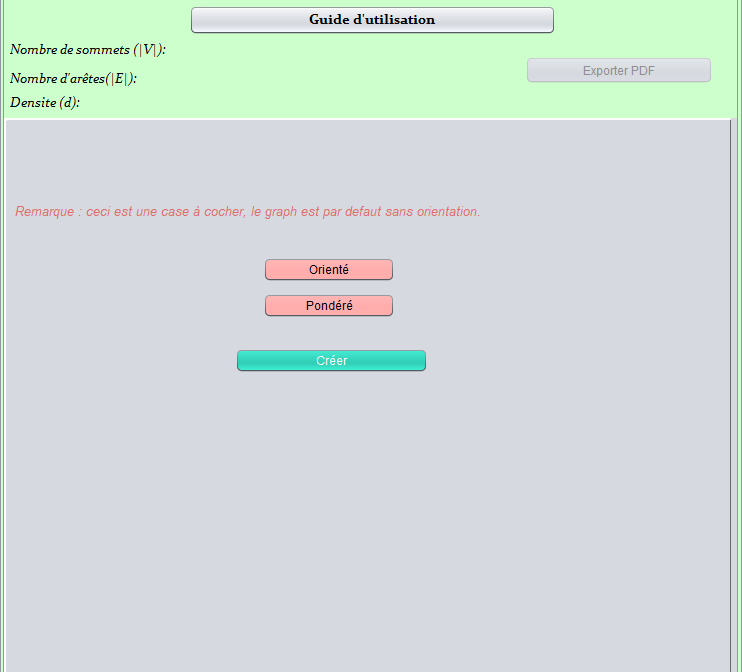 Guide d'utilisation
Nombre de sommets (|V|):
Nombre d'arêtes(|E|):
Exporter PDF
Densite (d):
Remarque : ceci est une case à cocher, le graph est par defaut sans orientation.
Orienté
Pondéré
Créer